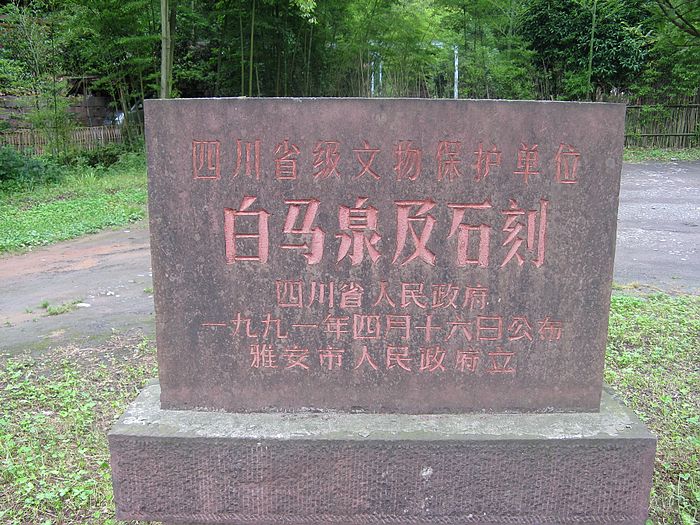 四川省级文物保护单位
白马泉及石刻
四川省人民政府
一九九一年四月十六日公布
雅安市人民政府立